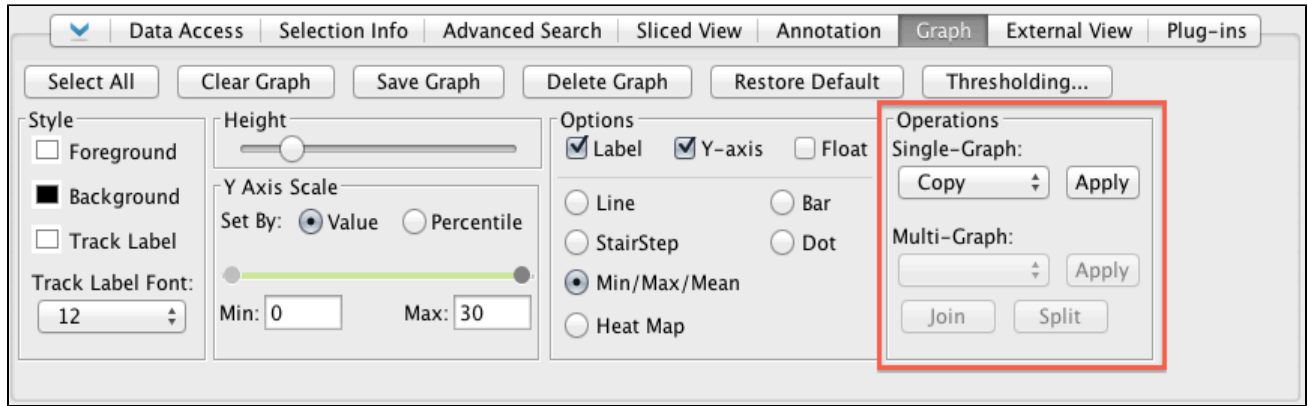 Data Access Selection Info Advanced Search Sliced View Annotation Graph External View Plug-ins
Select All Clear Graph Save Graph Delete Graph Restore Default Thresholding...
Style
Foreground
Background
Track Label
Track Label Font:
12
Height
Y Axis Scale
Set By: Value Percentile
Min: 0 Max: 30
Options
Label Y-axis Float
Line Bar
StairStep Dot
Min/Max/Mean
Heat Map
Operations
Single-Graph:
Copy Apply
Multi-Graph:
Apply
Join Split